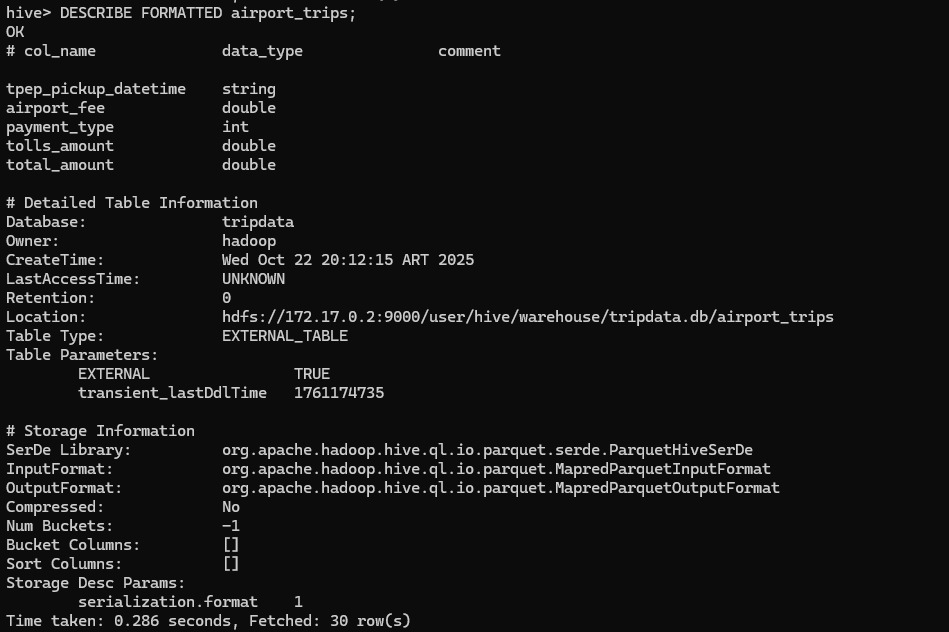 hive> DESCRIBE FORMATTED airport_trips;
OK
# col_name data_type comment
tpep_pickup_datetime string
airport_fee double
payment_type int
tolls_amount double
total_amount double
# Detailed Table Information
Database: tripdata
Owner: hadoop
CreateTime: Wed Oct 22 20:12:15 ART 2025
LastAccessTime: UNKNOWN
Retention: 0
Location: hdfs://172.17.0.2:9000/user/hive/warehouse/tripdata.db/airport_trips
Table Type: EXTERNAL_TABLE
Table Parameters:
EXTERNAL TRUE
transient_lastDdlTime 1761174735
# Storage Information
SerDe Library: org.apache.hadoop.hive.ql.io.parquet.serde.ParquetHiveSerDe
InputFormat: org.apache.hadoop.hive.ql.io.parquet.MapredParquetInputFormat
OutputFormat: org.apache.hadoop.hive.ql.io.parquet.MapredParquetOutputFormat
Compressed: No
Num Buckets: -1
Bucket Columns: []
Sort Columns: []
Storage Desc Params:
serialization.format 1
Time taken: 0.286 seconds, Fetched: 30 row(s)